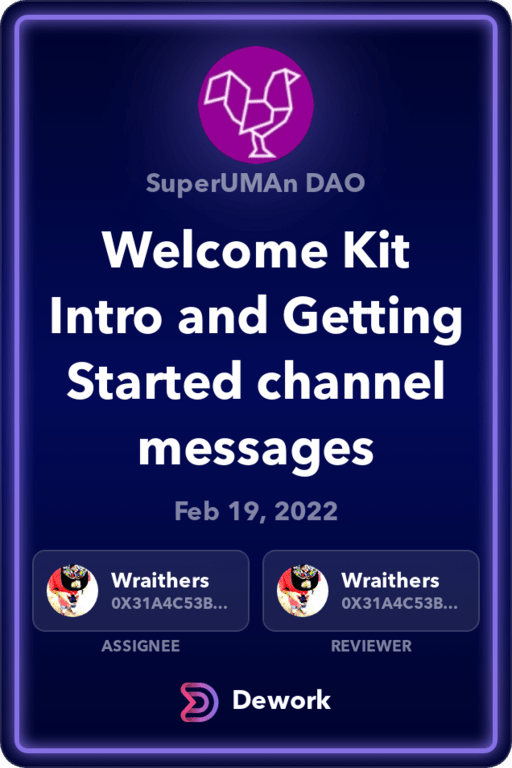 SuperUMAn DAO
Welcome Kit
Intro and Getting
Started channel
messages
Feb 19, 2022
Wraithers
0X31A4C53B...
ASSIGNEE
Wraithers
0X31A4C53B...
REVIEWER
Dework